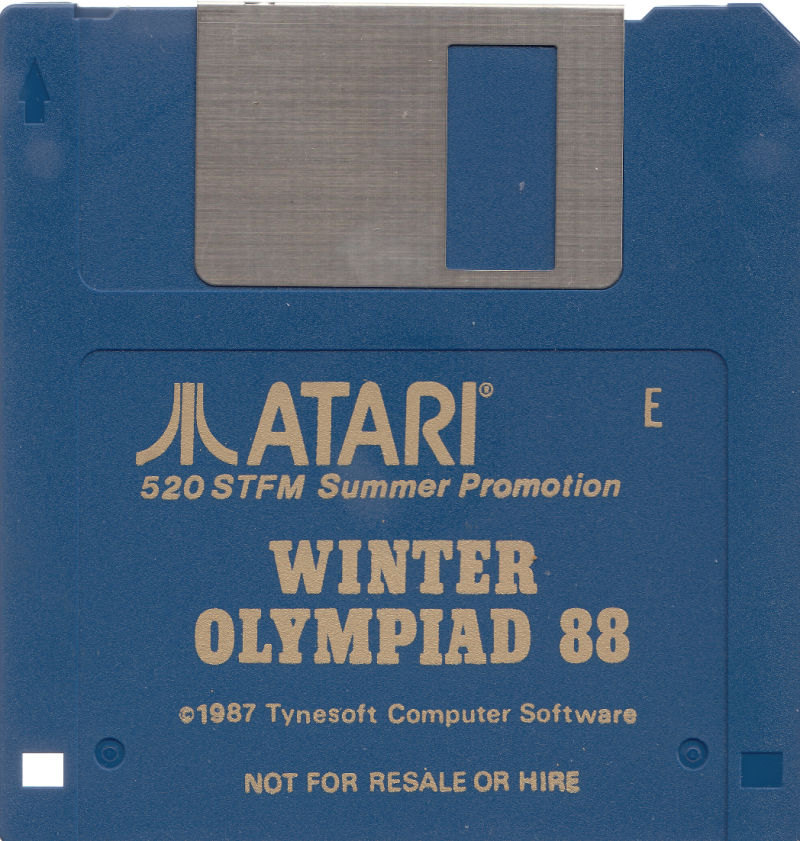 ATARI® E
520 STFM Summer Promotion
WINTER
OLYMPIAD 88
©1987 Tynesoft Computer Software
NOT FOR RESALE OR HIRE